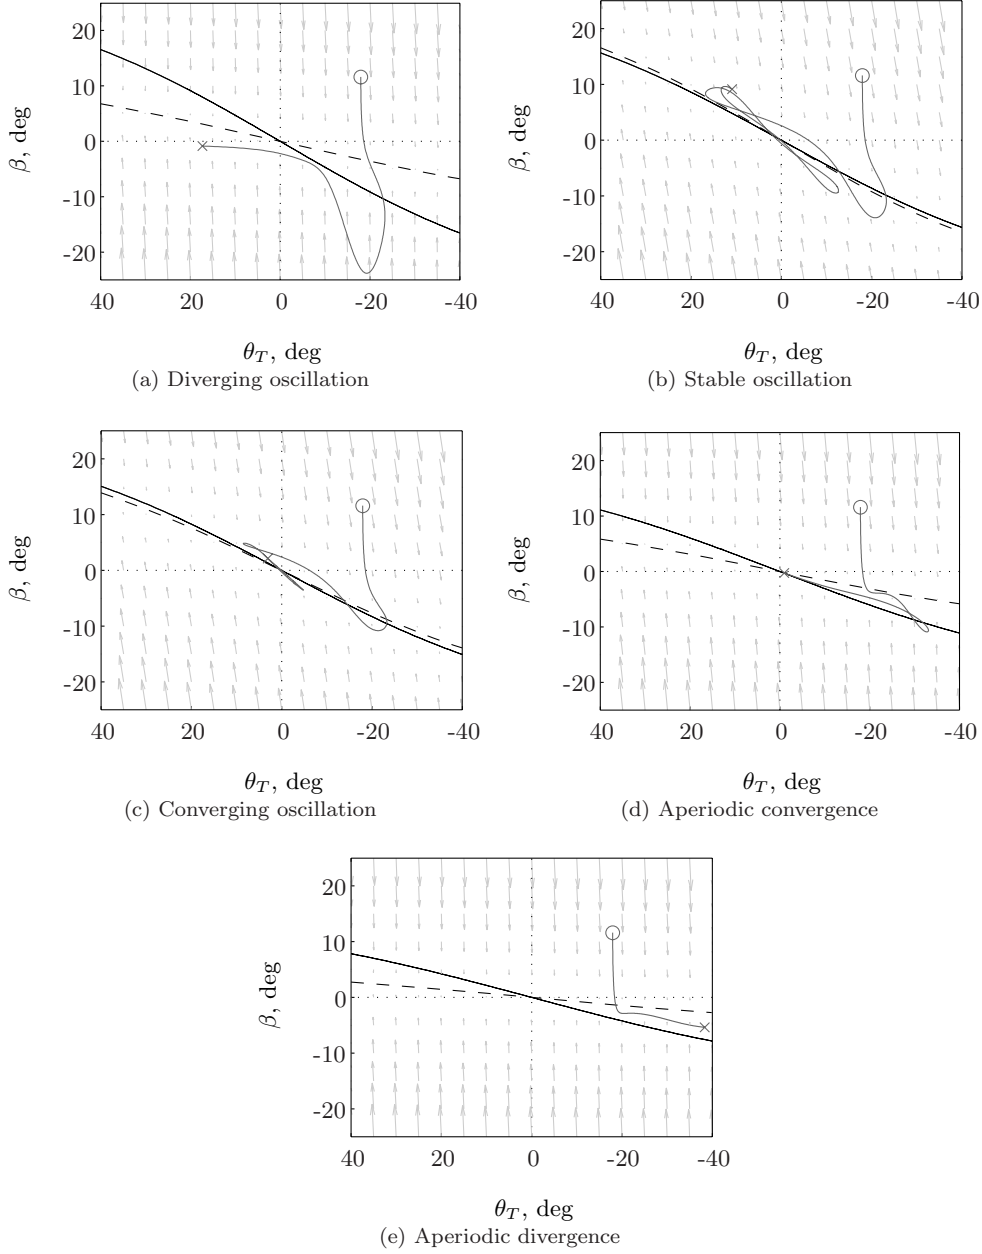 20
10
0
-10
-20
β, deg
40 20 0 -20 -40
θ_T, deg
(a) Diverging oscillation
20
10
0
-10
-20
β, deg
40 20 0 -20 -40
θ_T, deg
(b) Stable oscillation
20
10
0
-10
-20
β, deg
40 20 0 -20 -40
θ_T, deg
(c) Converging oscillation
20
10
0
-10
-20
β, deg
40 20 0 -20 -40
θ_T, deg
(d) Aperiodic convergence
20
10
0
-10
-20
β, deg
40 20 0 -20 -40
θ_T, deg
(e) Aperiodic divergence